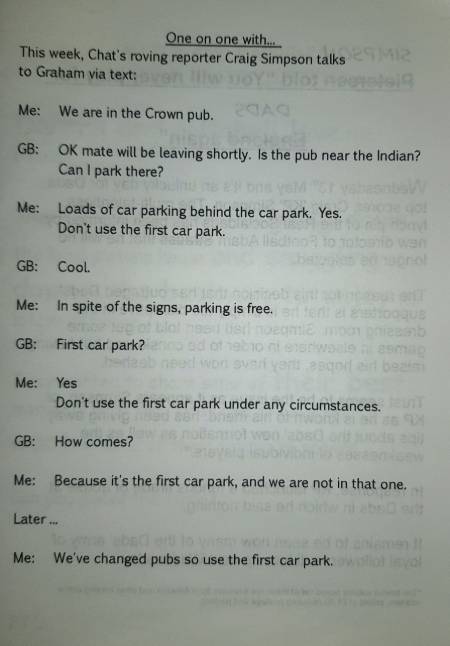 One on one with...
This week, Chat's roving reporter Craig Simpson talks
to Graham via text:
Me: We are in the Crown pub.
GB: OK mate will be leaving shortly. Is the pub near the Indian?
Can I park there?
Me: Loads of car parking behind the car park. Yes.
Don't use the first car park.
GB: Cool.
Me: In spite of the signs, parking is free.
GB: First car park?
Me: Yes
Don't use the first car park under any circumstances.
GB: How comes?
Me: Because it's the first car park, and we are not in that one.
Later ...
Me: We've changed pubs so use the first car park.